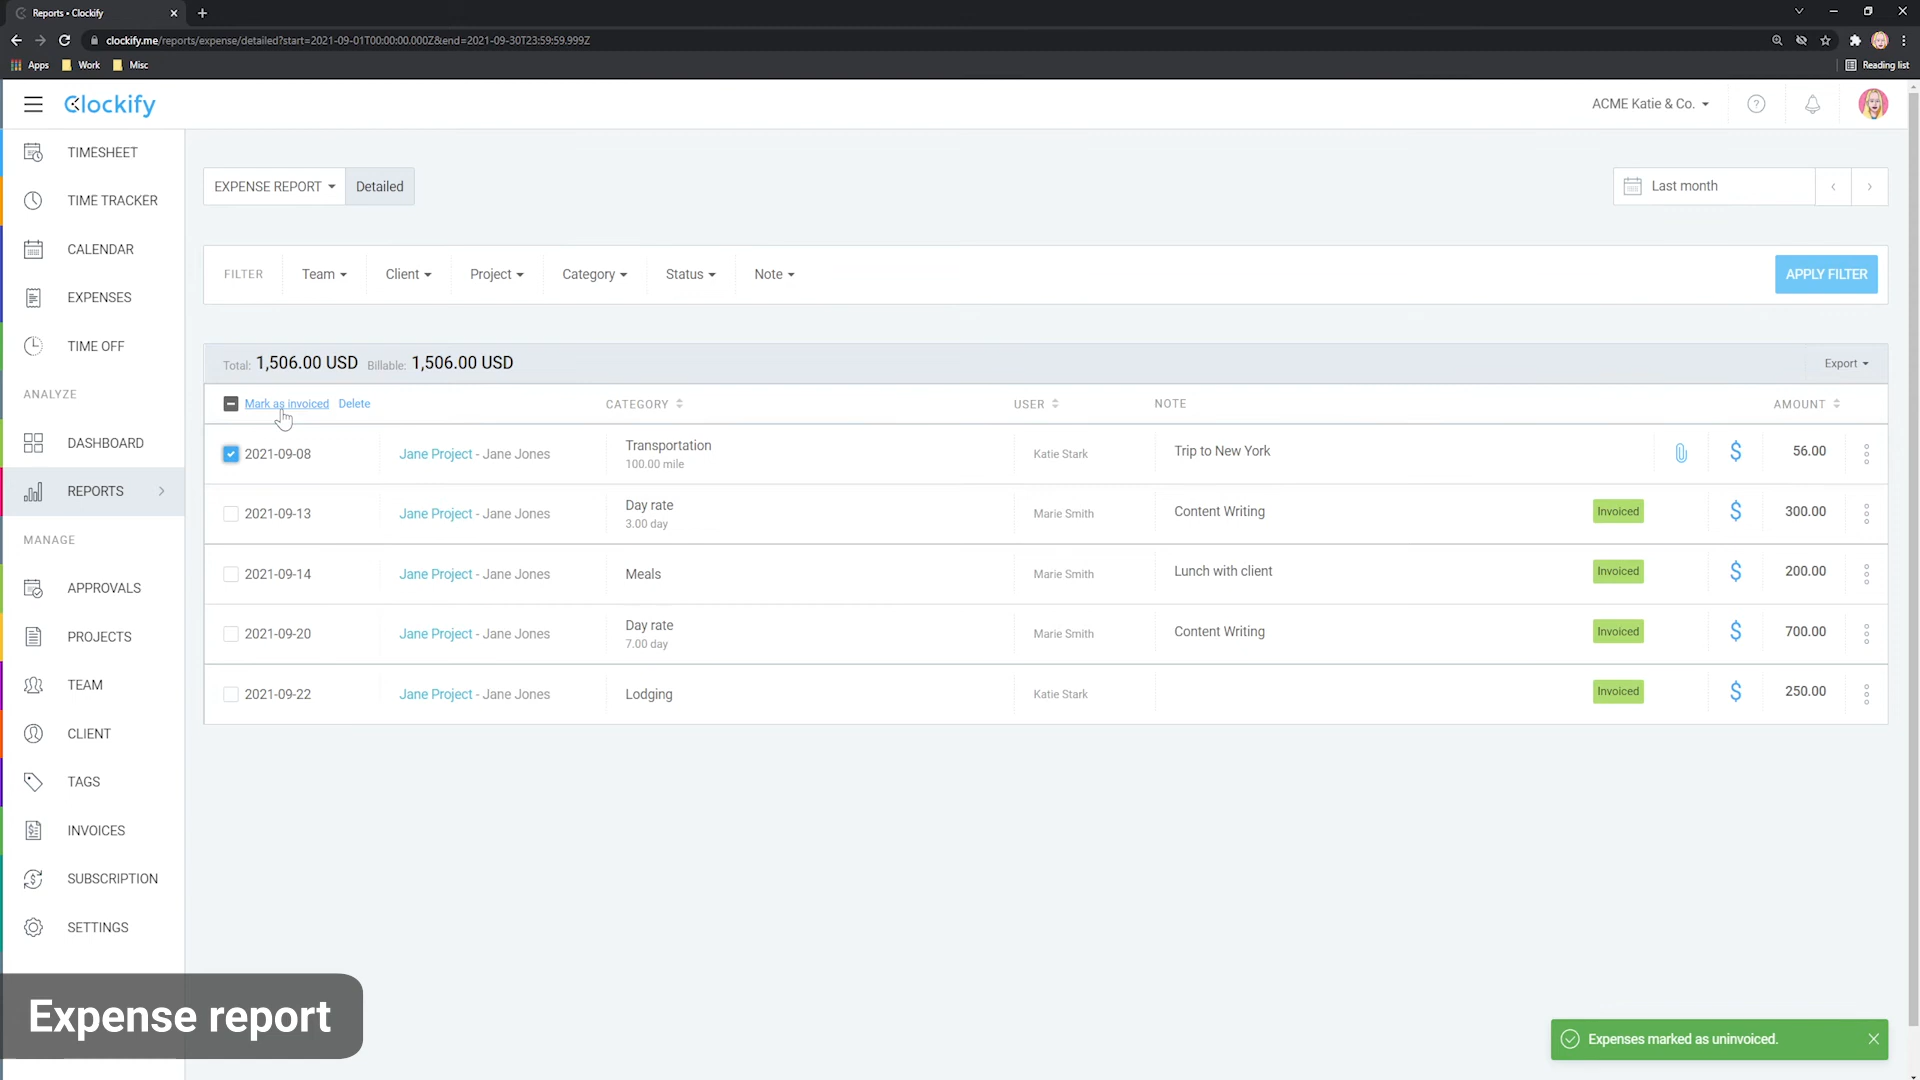 Reports • Clockify
clockify.me/reports/expense/detailed?start=2021-09-01T00:00:00.000Z&end=2021-09-30T23:59:59.999Z
Apps Work Misc Reading list
Clockify ACME Katie & Co.
TIMESHEET
TIME TRACKER
CALENDAR
EXPENSES
TIME OFF
ANALYZE
DASHBOARD
REPORTS
MANAGE
APPROVALS
PROJECTS
TEAM
CLIENT
TAGS
INVOICES
SUBSCRIPTION
SETTINGS
EXPENSE REPORT Detailed Last month
FILTER Team Client Project Category Status Note APPLY FILTER
Total: 1,506.00 USD Billable: 1,506.00 USD Export
Mark as invoiced Delete CATEGORY USER NOTE AMOUNT
2021-09-08 Jane Project - Jane Jones Transportation Katie Stark Trip to New York $ 56.00
100.00 mile
2021-09-13 Jane Project - Jane Jones Day rate Marie Smith Content Writing Invoiced $ 300.00
3.00 day
2021-09-14 Jane Project - Jane Jones Meals Marie Smith Lunch with client Invoiced $ 200.00
2021-09-20 Jane Project - Jane Jones Day rate Marie Smith Content Writing Invoiced $ 700.00
7.00 day
2021-09-22 Jane Project - Jane Jones Lodging Katie Stark Invoiced $ 250.00
Expense report
Expenses marked as uninvoiced.